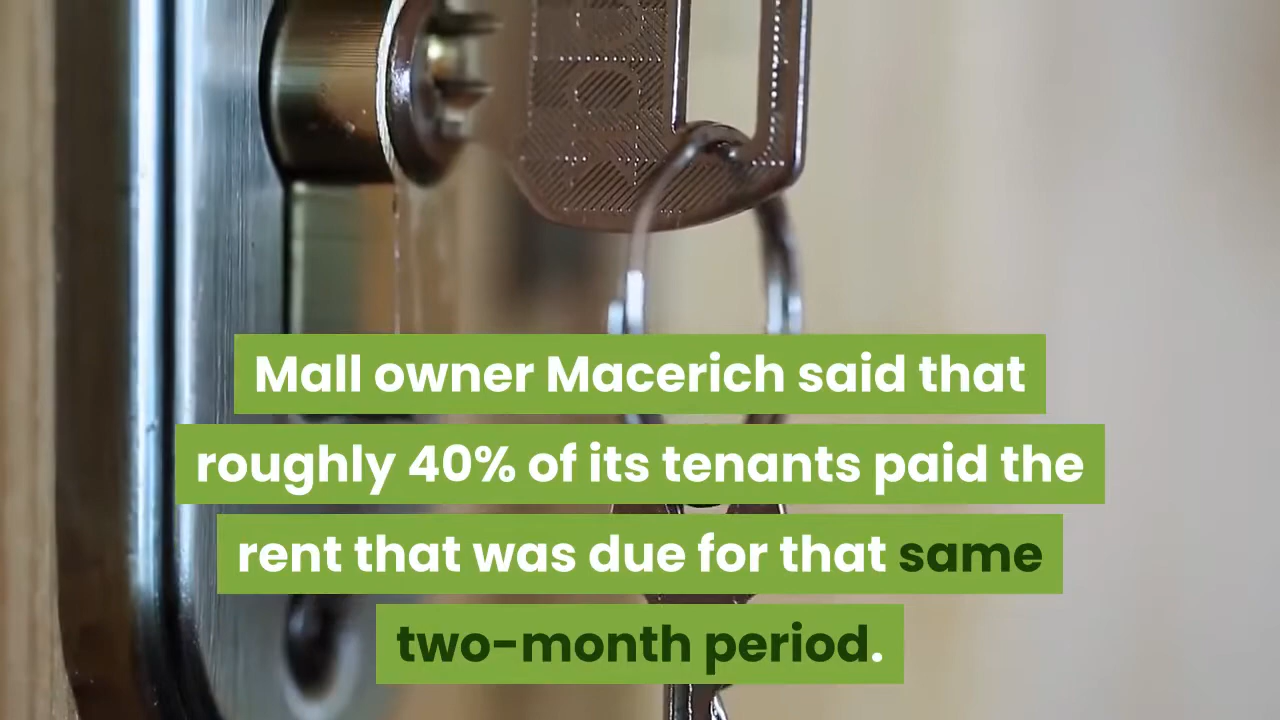 Mall owner Macerich said that
roughly 40% of its tenants paid the
rent that was due for that same
two-month period.